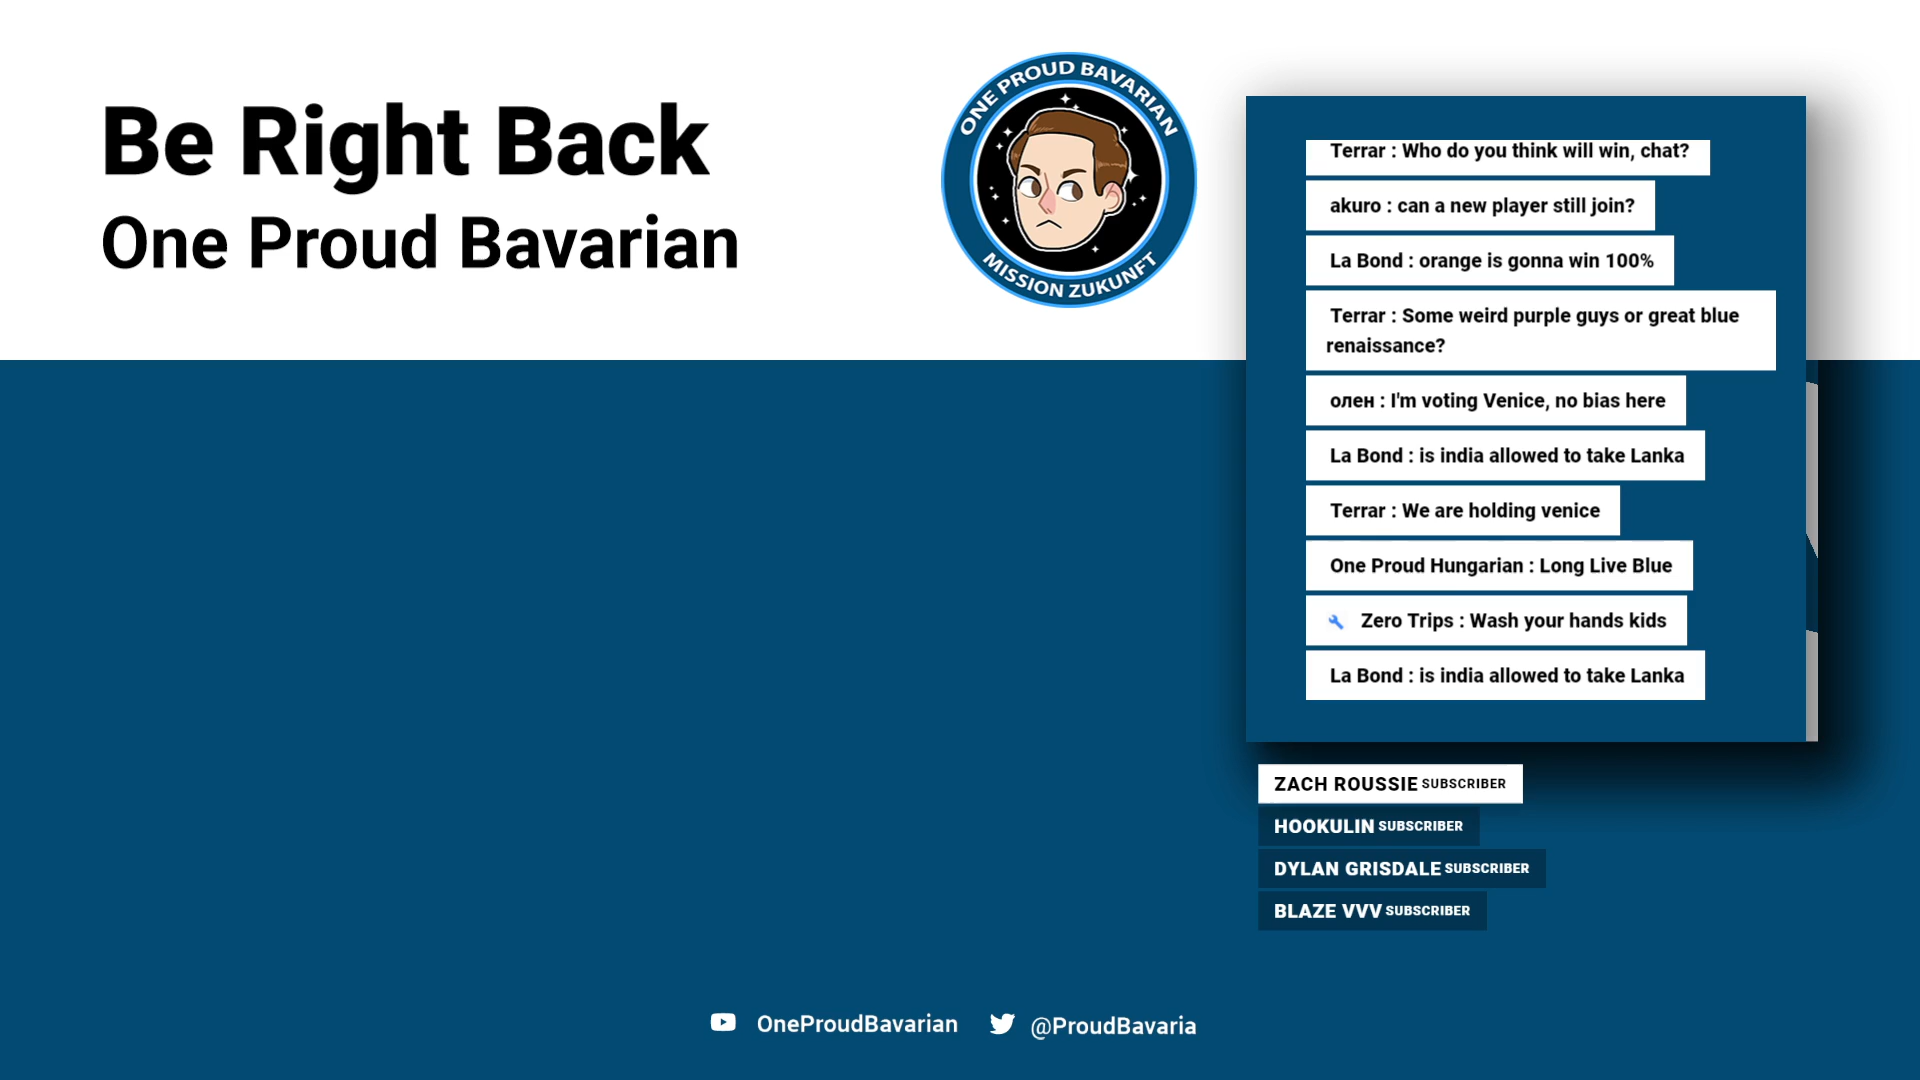 Be Right Back
One Proud Bavarian
ONE PROUD BAVARIAN
MISSION ZUKUNFT
Terrar : Who do you think will win, chat?
akuro : can a new player still join?
La Bond : orange is gonna win 100%
Terrar : Some weird purple guys or great blue
renaissance?
олен : I'm voting Venice, no bias here
La Bond : is india allowed to take Lanka
Terrar : We are holding venice
One Proud Hungarian : Long Live Blue
Zero Trips : Wash your hands kids
La Bond : is india allowed to take Lanka
ZACH ROUSSIE SUBSCRIBER
HOOKULIN SUBSCRIBER
DYLAN GRISDALE SUBSCRIBER
BLAZE VVV SUBSCRIBER
OneProudBavarian @ProudBavaria